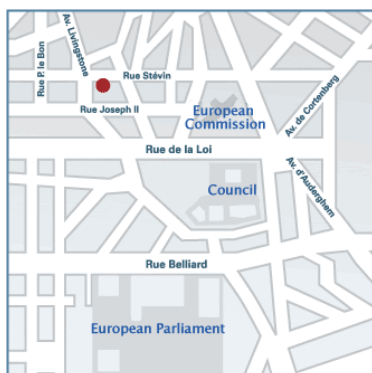 Rue P. le Bon
Av. Livingstone
Rue Stévin
Rue Joseph II
European
Commission
Av. de Cortenberg
Rue de la Loi
Av. d'Auderghem
Council
Rue Belliard
European Parliament